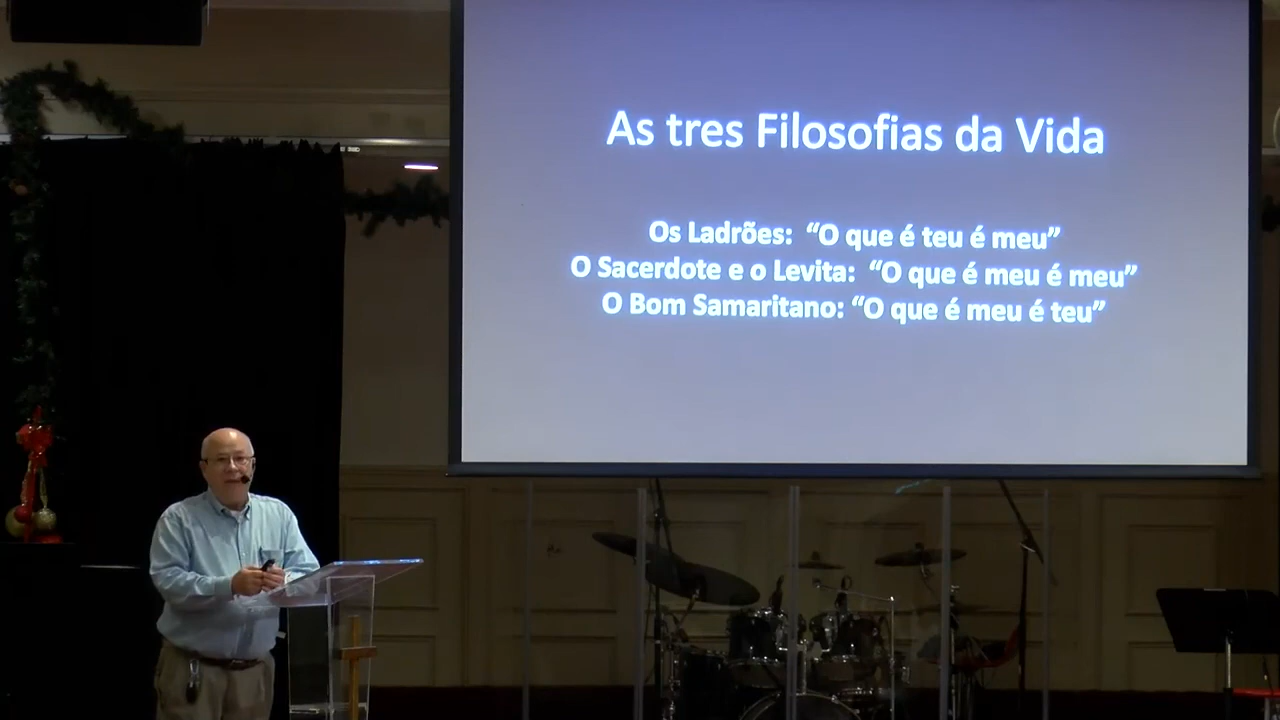 As tres Filosofias da Vida
Os Ladrões: “O que é teu é meu”
O Sacerdote e o Levita: “O que é meu é meu”
O Bom Samaritano: “O que é meu é teu”